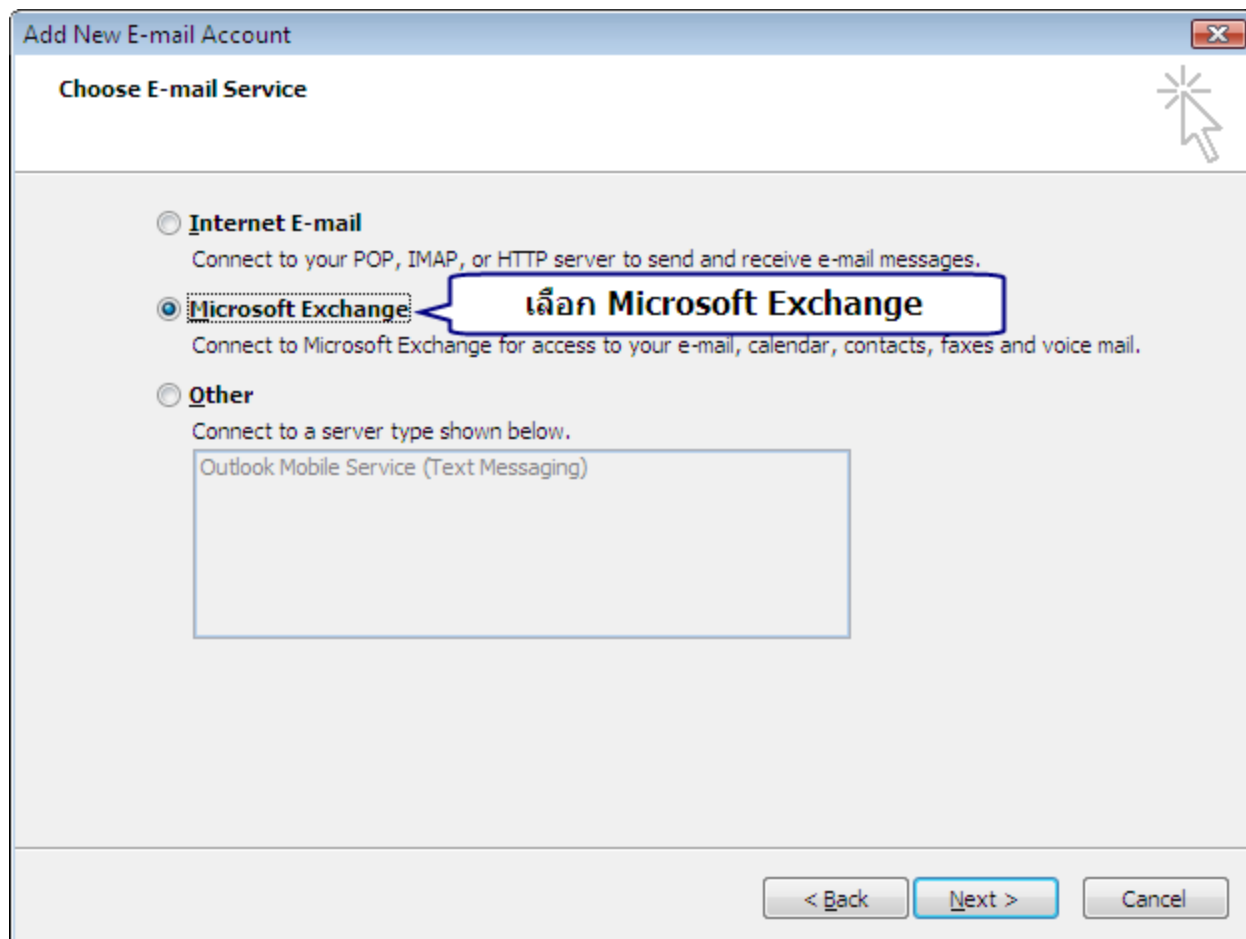 Add New E-mail Account
Choose E-mail Service
Internet E-mail
Connect to your POP, IMAP, or HTTP server to send and receive e-mail messages.
Microsoft Exchange
เลือก Microsoft Exchange
Connect to Microsoft Exchange for access to your e-mail, calendar, contacts, faxes and voice mail.
Other
Connect to a server type shown below.
Outlook Mobile Service (Text Messaging)
< Back
Next >
Cancel